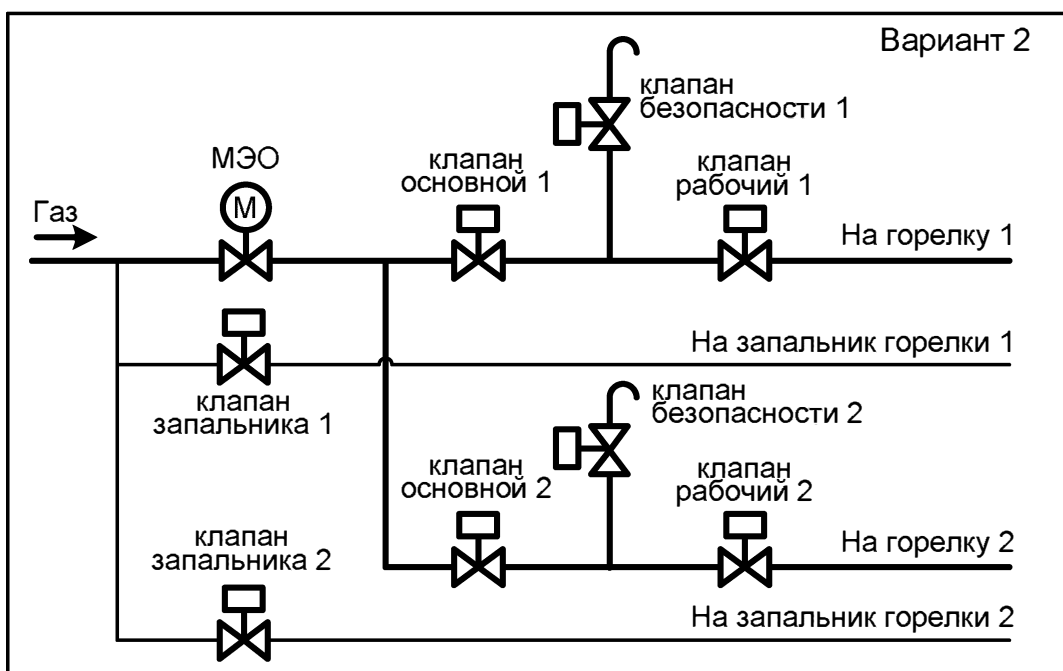 Вариант 2
клапан
безопасности 1
МЭО
М
клапан
основной 1
клапан
рабочий 1
Газ
На горелку 1
На запальник горелки 1
клапан
запальника 1
клапан
безопасности 2
клапан
основной 2
клапан
рабочий 2
клапан
запальника 2
На горелку 2
На запальник горелки 2